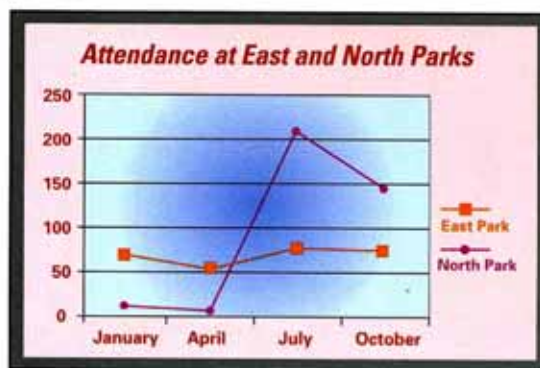 Attendance at East and North Parks
250
200
150
100
50
0
January April July October
East Park
North Park